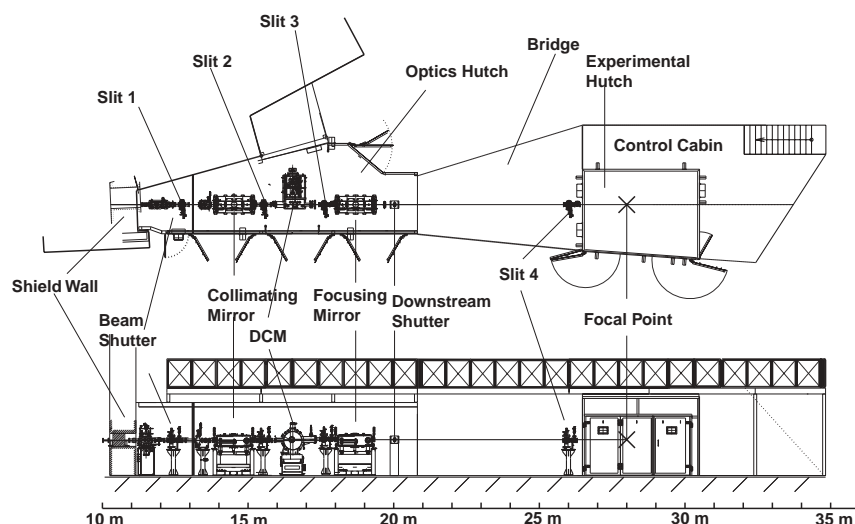 Slit 3
Slit 2
Slit 1
Optics Hutch
Bridge
Experimental
Hutch
Control Cabin
Shield Wall
Beam
Shutter
Collimating
Mirror
DCM
Focusing
Mirror
Downstream
Shutter
Slit 4
Focal Point
10 m
15 m
20 m
25 m
30 m
35 m